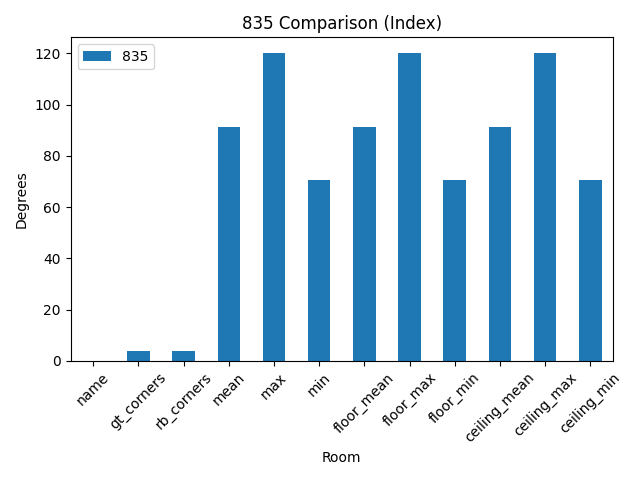 835 Comparison (Index)
835
120
100
80
60
40
20
0
Degrees
name
gt_corners
rb_corners
mean
max
min
floor_mean
floor_max
floor_min
ceiling_mean
ceiling_max
ceiling_min
Room